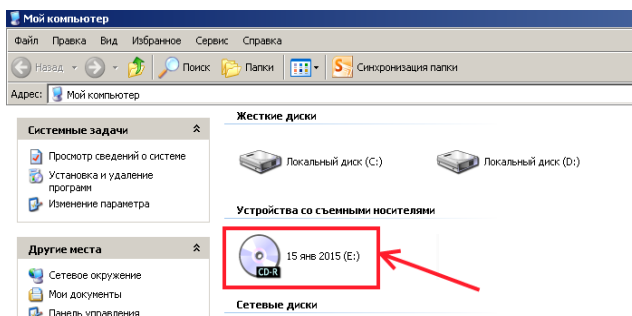 Мой компьютер
Файл Правка Вид Избранное Сервис Справка
Назад Поиск Папки Синхронизация папки
Адрес: Мой компьютер
Системные задачи
Просмотр сведений о системе
Установка и удаление
программ
Изменение параметра
Другие места
Сетевое окружение
Мои документы
Панель управления
Жесткие диски
Локальный диск (C:)
Локальный диск (D:)
Устройства со съемными носителями
CD-R
15 янв 2015 (E:)
Сетевые диски